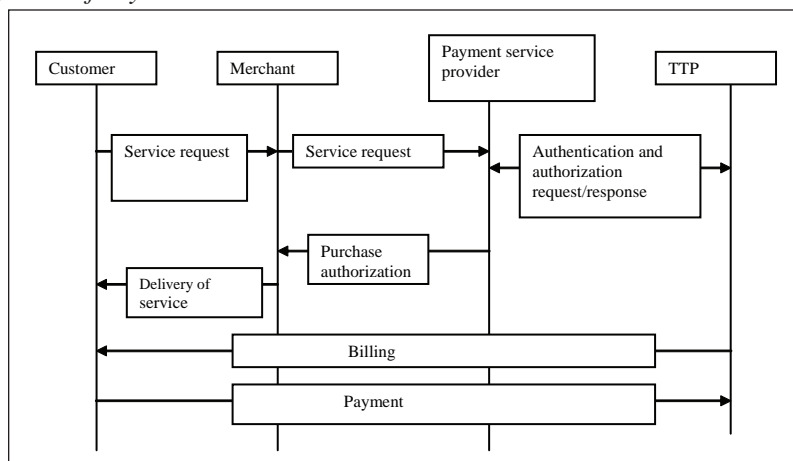 Customer
Merchant
Payment service
provider
TTP
Service request
Service request
Authentication and
authorization
request/response
Purchase
authorization
Delivery of
service
Billing
Payment